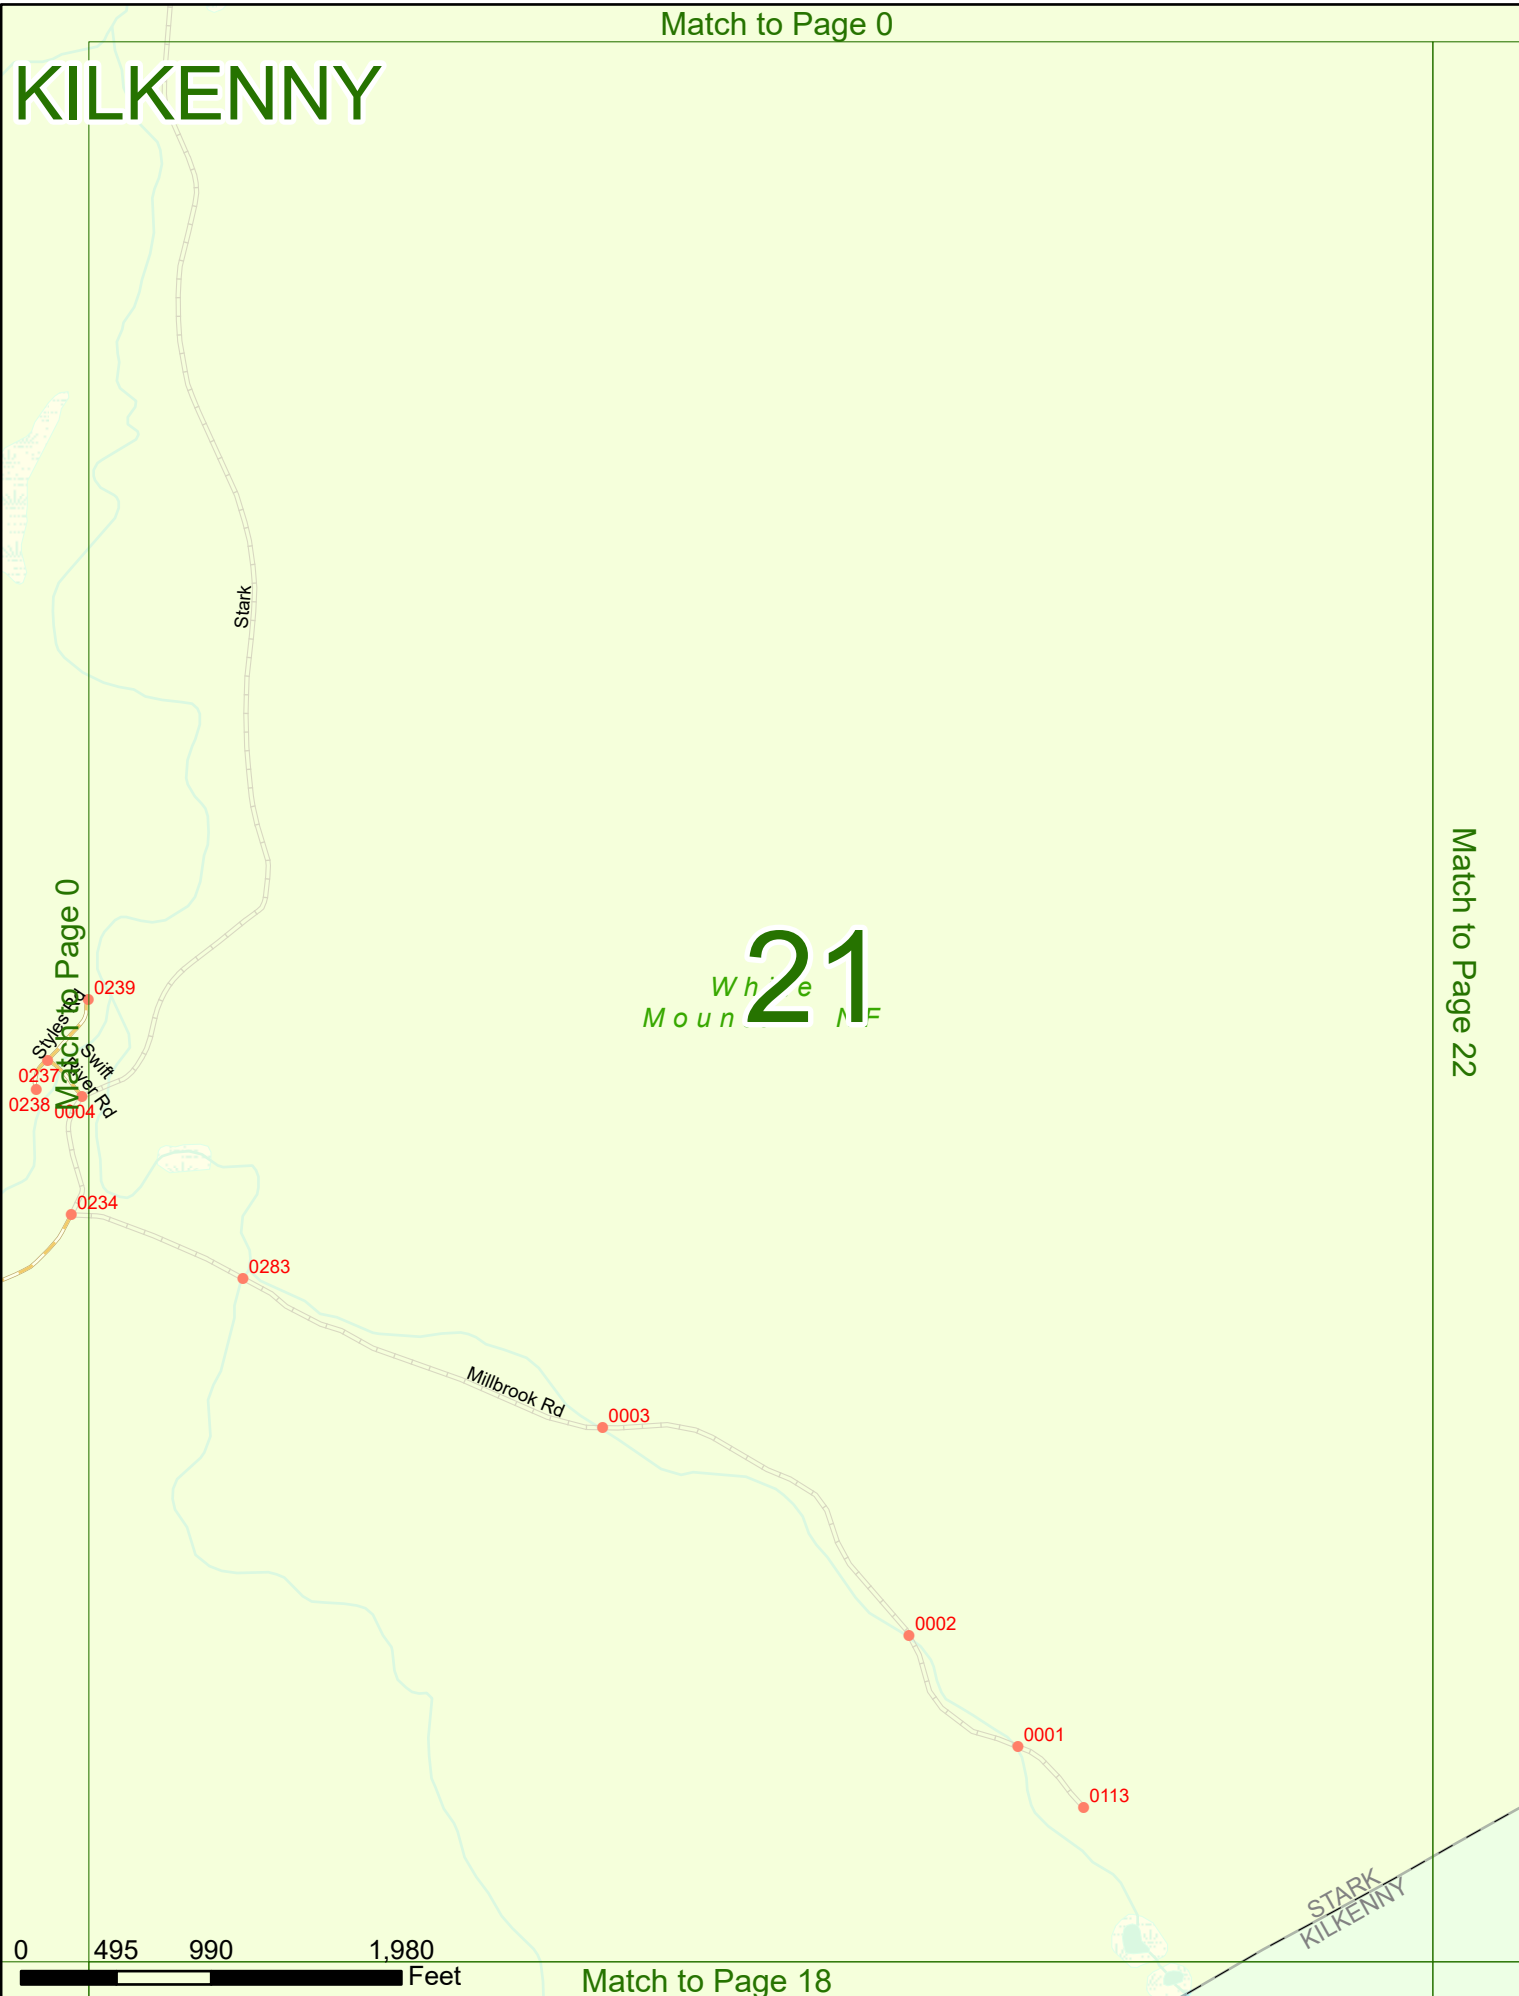 Match to Page 0
KILKENNY
Stark
Match to Page 22
Match to Page 0
21
0239
Styles Rd
Swift
River Rd
0237
0238
0004
0234
0283
Millbrook Rd
0003
0002
0001
0113
STARK
KILKENNY
0 495 990 1,980
Feet
Match to Page 18